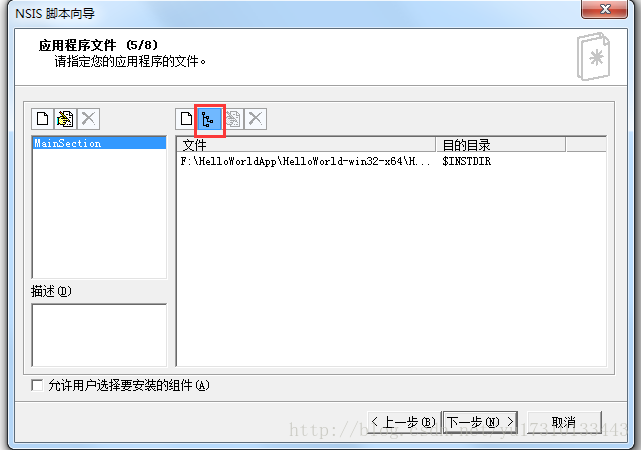 NSIS 脚本向导
应用程序文件 (5/8)
请指定您的应用程序的文件。
MainSection
文件 目的目录
F:\HelloWorldApp\HelloWorld-win32-x64\H... $INSTDIR
描述(D)
允许用户选择要安装的组件(A)
< 上一步(B) 下一步(N) > 取消